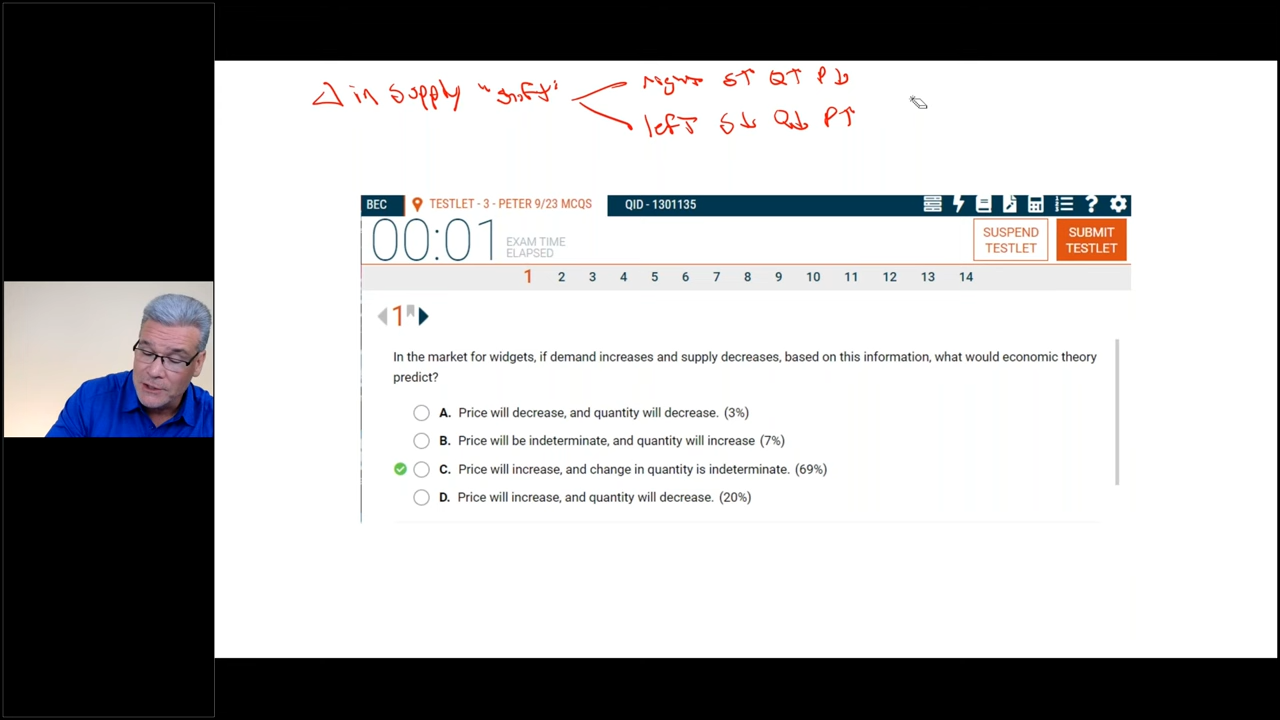 Δ in Supply "shift" right S↑ Q↑ P↓
left S↓ Q↓ P↑
BEC TESTLET - 3 - PETER 9/23 MCQS QID - 1301135
00:01 EXAM TIME ELAPSED
SUSPEND TESTLET SUBMIT TESTLET
1 2 3 4 5 6 7 8 9 10 11 12 13 14
1
In the market for widgets, if demand increases and supply decreases, based on this information, what would economic theory
predict?
A. Price will decrease, and quantity will decrease. (3%)
B. Price will be indeterminate, and quantity will increase (7%)
C. Price will increase, and change in quantity is indeterminate. (69%)
D. Price will increase, and quantity will decrease. (20%)